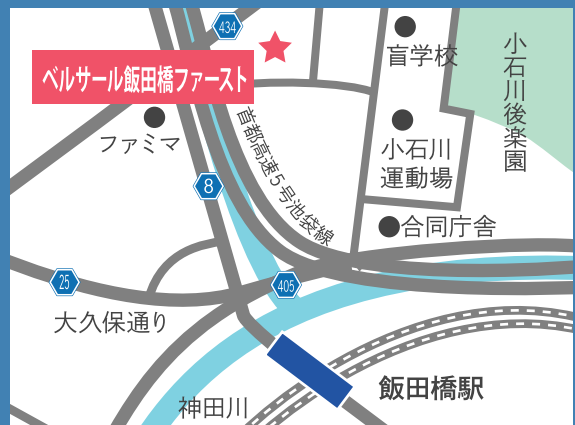 434
盲学校
小石川後楽園
ベルサール飯田橋ファースト
ファミマ
首都高速5号池袋線
小石川
運動場
8
合同庁舎
25
405
大久保通り
飯田橋駅
神田川